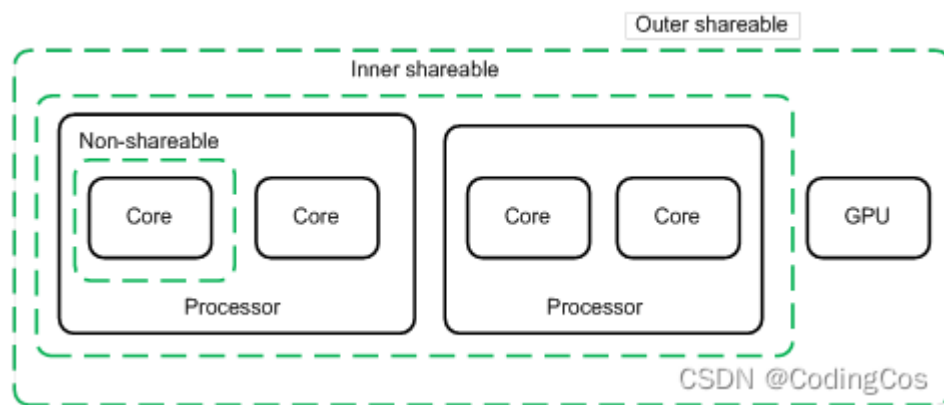 Outer shareable
Inner shareable
Non-shareable
Core
Core
Core
Core
GPU
Processor
Processor
CSDN @CodingCos